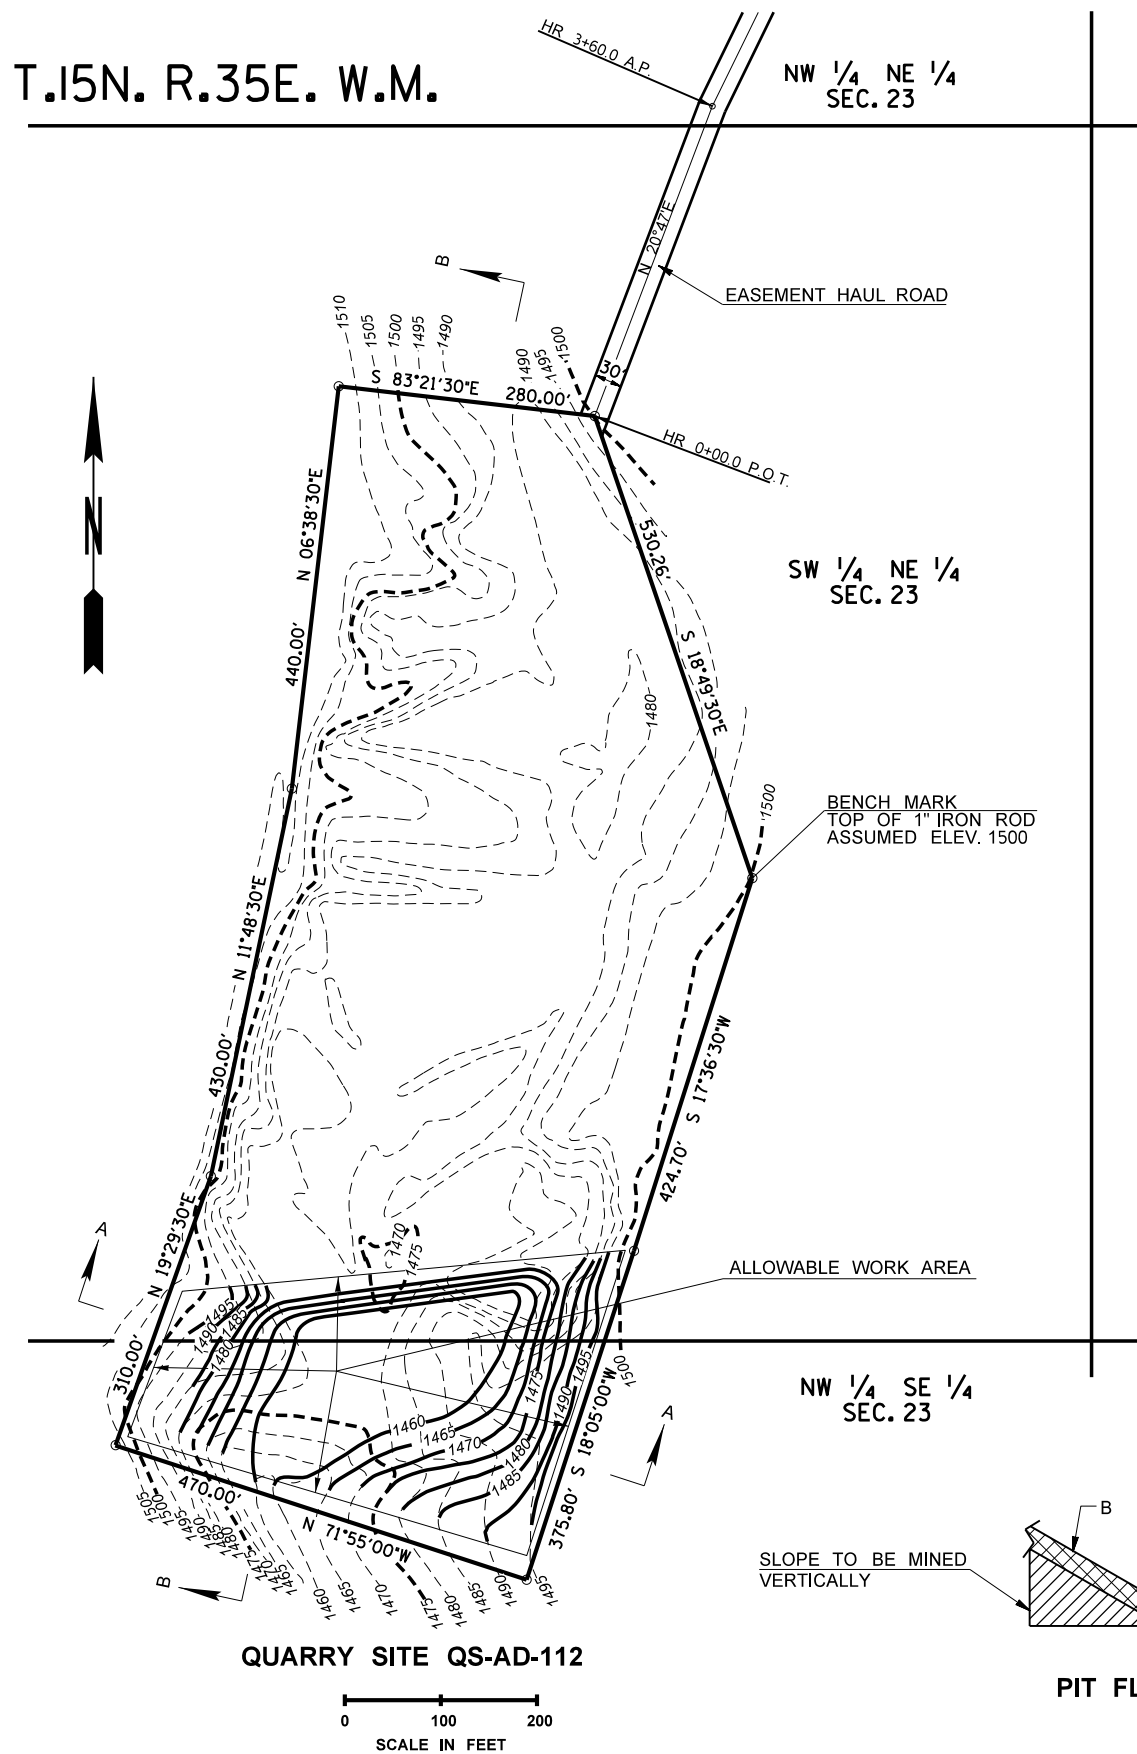 HR 3+60.0 A.P.
T.15N. R.35E. W.M.
NW 1/4 NE 1/4
SEC. 23
N 20°47'E
B
EASEMENT HAUL ROAD
1510
1505
1500
1495
1490
1490
1495
1500
30'
S 83°21'30"E 280.00'
HR 0+00.0 P.O.T.
N
N 06°38'30"E
440.00'
530.26'
S 18°49'30"E
SW 1/4 NE 1/4
SEC. 23
1480
1500
BENCH MARK
TOP OF 1" IRON ROD
ASSUMED ELEV. 1500
N 11°48'30"E
430.00'
S 17°36'30"W
424.70'
A
N 19°29'30"E
310.00'
1470
1475
ALLOWABLE WORK AREA
1495
1490
1485
1480
1500
1495
1490
1475
1460
1465
1470
1480
1485
NW 1/4 SE 1/4
SEC. 23
A
S 18°05'00"W
375.80'
470.00'
N 71°55'00"W
1505
1500
1495
1490
1485
1480
1475
1470
1465
1460
1465
1470
1475
1480
1485
1490
1495
B
B
SLOPE TO BE MINED
VERTICALLY
QUARRY SITE QS-AD-112
PIT FL
0 100 200
SCALE IN FEET